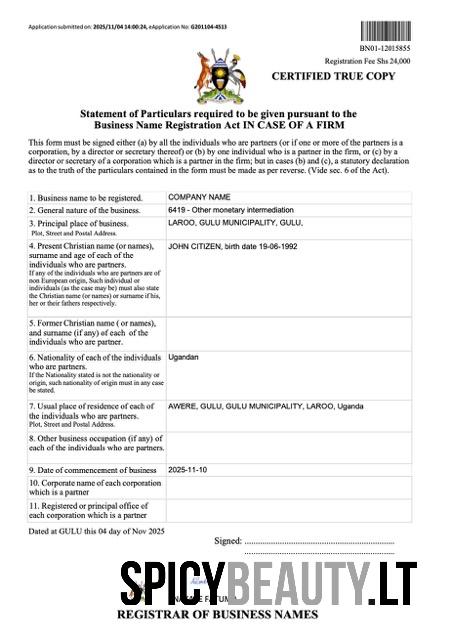 Application submitted on: 2025/11/04 14:00:24, eApplication No: G201104-4513
BN01-12015855
Registration Fee Shs 24,000
CERTIFIED TRUE COPY
Statement of Particulars required to be given pursuant to the
Business Name Registration Act IN CASE OF A FIRM
This form must be signed either (a) by all the individuals who are partners (or if one or more of the partners is a
corporation, by a director or secretary thereof) or (b) by one individual who is a partner in the firm, or (c) by a
director or secretary of a corporation which is a partner in the firm; but in cases (b) and (c), a statutory declaration
as to the truth of the particulars contained in the form must be made as per reverse. (Vide sec. 6 of the Act).
1. Business name to be registered. COMPANY NAME
2. General nature of the business. 6419 - Other monetary intermediation
3. Principal place of business. LAROO, GULU MUNICIPALITY, GULU,
Plot, Street and Postal Address.
4. Present Christian name (or names), JOHN CITIZEN, birth date 19-06-1992
surname and age of each of the
individuals who are partners.
If any of the individuals who are partners are of
non European origin, Such individual or
individuals (as the case may be) must also state
the Christian name (or names) or surname if his,
her or their fathers respectively.
5. Former Christian name ( or names),
and surname (if any) of each of the
individuals who are partner.
6. Nationality of each of the individuals Ugandan
who are partners.
If the Nationality stated is not the nationality or
origin, such nationality of origin must in any case
be stated.
7. Usual place of residence of each of AWERE, GULU, GULU MUNICIPALITY, LAROO, Uganda
the individuals who are partners.
Plot, Street and Postal Address.
8. Other business occupation (if any) of
each of the individuals who are partners.
9. Date of commencement of business 2025-11-10
10. Corporate name of each corporation
which is a partner
11. Registered or principal office of
each corporation which is a partner
Dated at GULU this 04 day of Nov 2025
Signed: ............................................................
............................................................
SPICYBEAUTY.LT
REGISTRAR OF BUSINESS NAMES